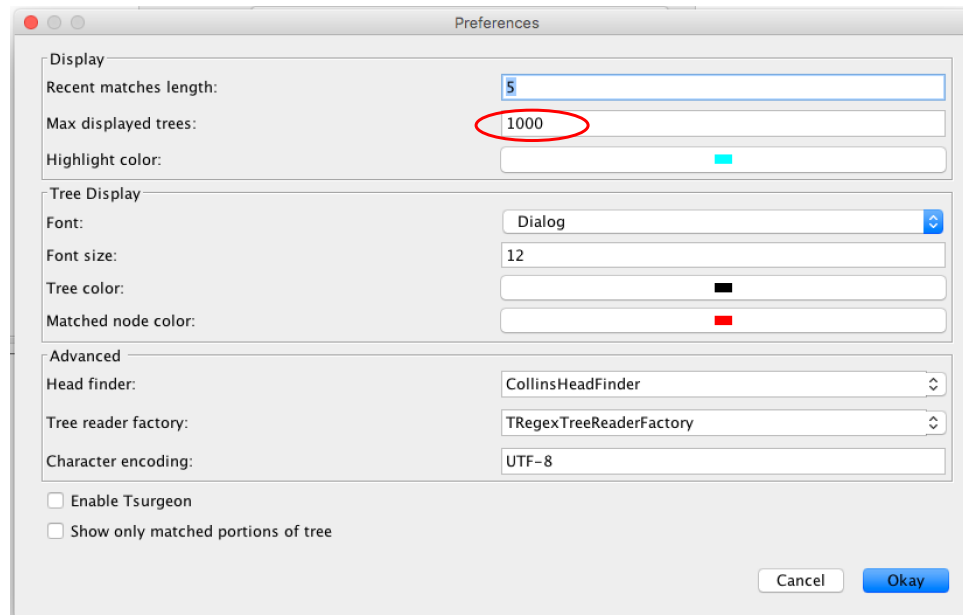 Preferences
Display
Recent matches length: 5
Max displayed trees: 1000
Highlight color:
Tree Display
Font: Dialog
Font size: 12
Tree color:
Matched node color:
Advanced
Head finder: CollinsHeadFinder
Tree reader factory: TRegexTreeReaderFactory
Character encoding: UTF-8
Enable Tsurgeon
Show only matched portions of tree
Cancel Okay